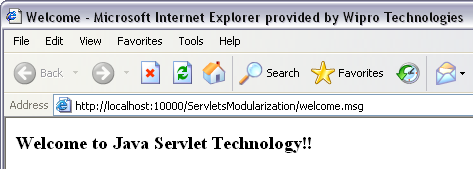 Welcome - Microsoft Internet Explorer provided by Wipro Technologies
File Edit View Favorites Tools Help
Back Search Favorites
Address http://localhost:10000/ServletsModularization/welcome.msg
Welcome to Java Servlet Technology!!